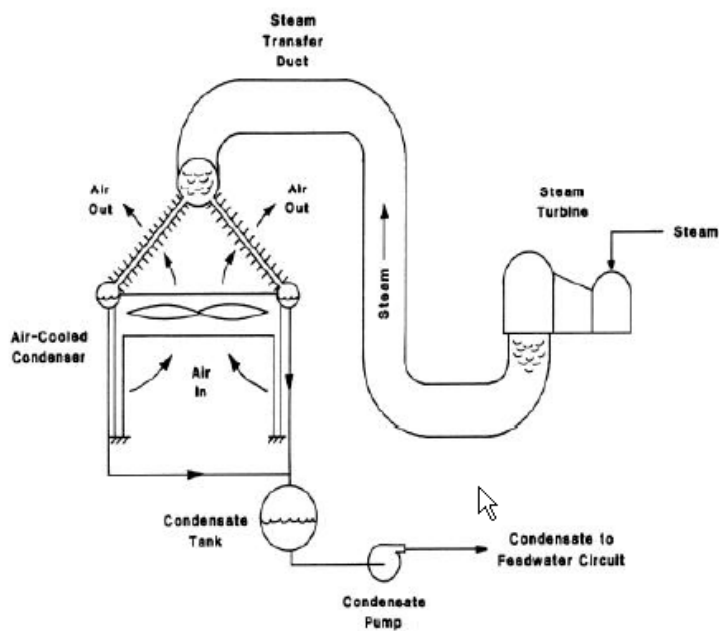 Steam
Transfer
Duct
Air
Out
Air
Out
Steam
Turbine
Steam
Steam
Air-Cooled
Condenser
Air
In
Condensate
Tank
Condensate to
Feedwater Circuit
Condensate
Pump